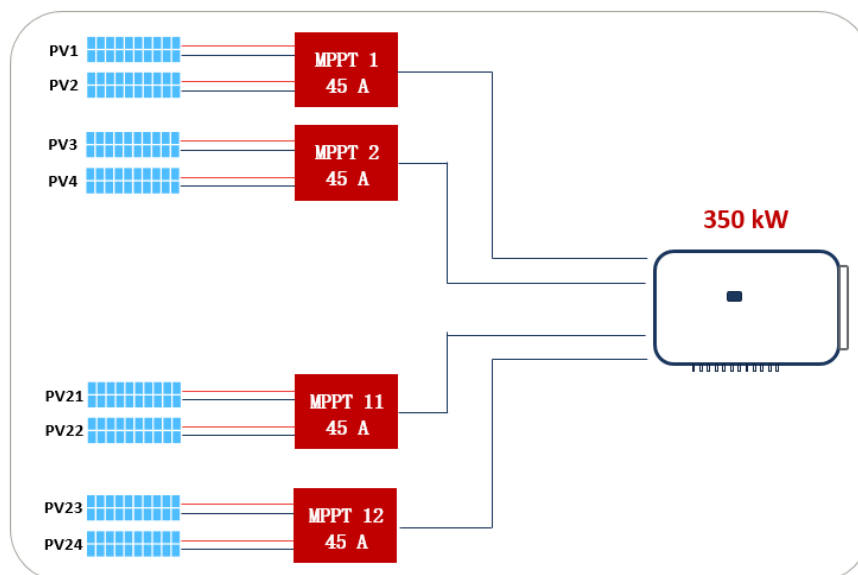 PV1
MPPT 1
45 A
PV2
PV3
MPPT 2
45 A
PV4
350 kW
PV21
MPPT 11
45 A
PV22
PV23
MPPT 12
45 A
PV24